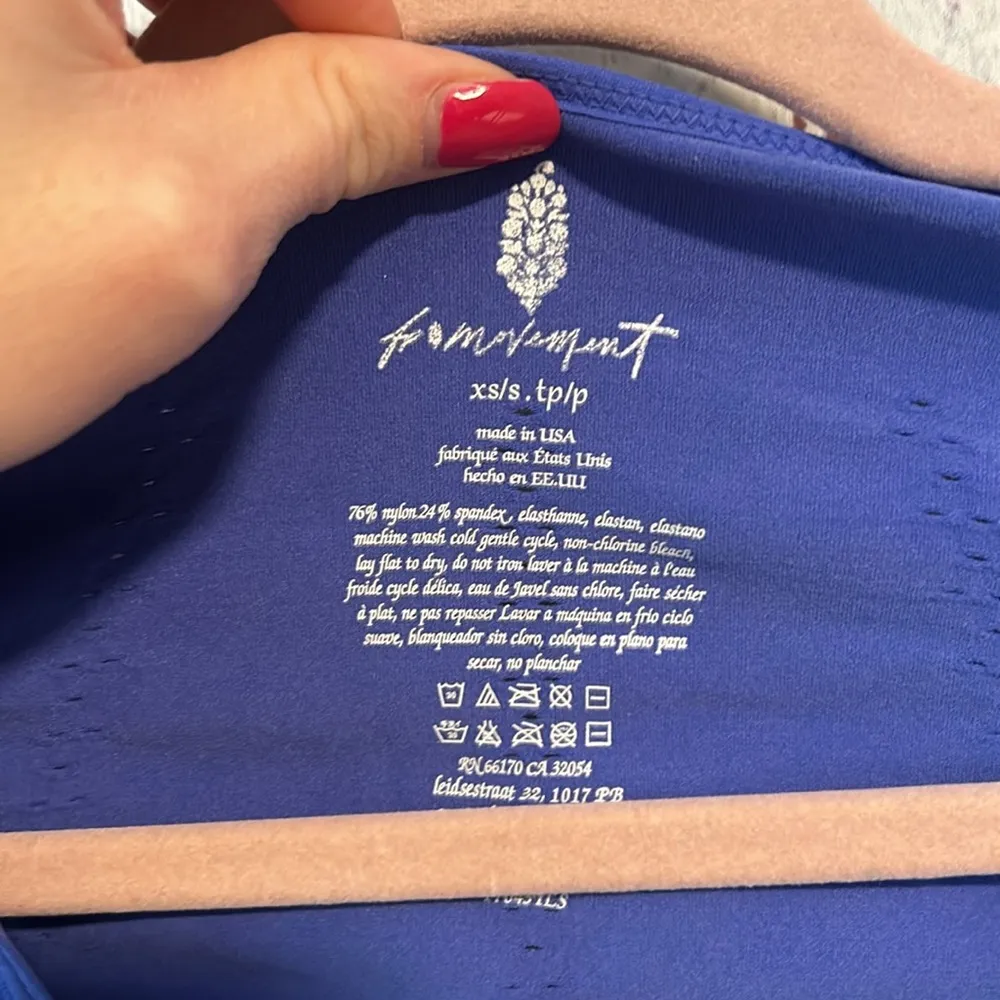 fp movement
xs/s . tp/p
made in USA
fabriqué aux États Unis
hecho en EE.UU
76% nylon 24% spandex, elasthanne, elastan, elastano
machine wash cold gentle cycle, non-chlorine bleach,
lay flat to dry, do not iron laver à la machine à l'eau
froide cycle délica, eau de Javel sans chlore, faire sécher
à plat, ne pas repasser Lavar a máquina en frío ciclo
suave, blanqueador sin cloro, coloque en plano para
secar, no planchar
30
30
RN 66170 CA 32054
leidsestraat 32, 1017 PB